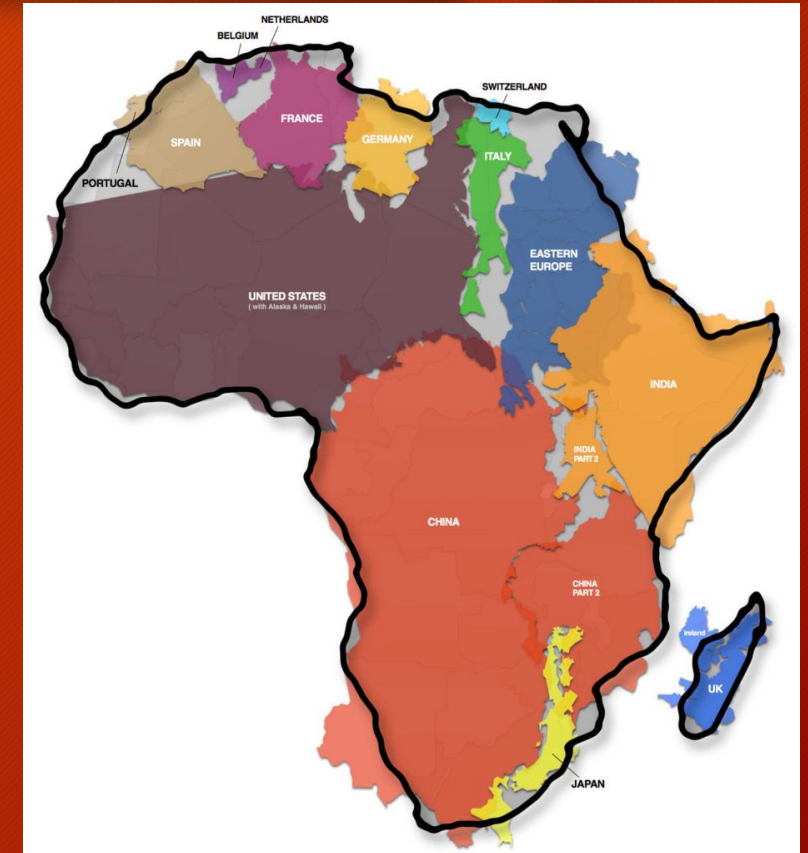 NETHERLANDS
BELGIUM
SWITZERLAND
FRANCE
GERMANY
SPAIN
ITALY
PORTUGAL
EASTERN
EUROPE
UNITED STATES
( with Alaska & Hawaii )
INDIA
INDIA
PART 2
CHINA
CHINA
PART 2
Ireland
UK
JAPAN